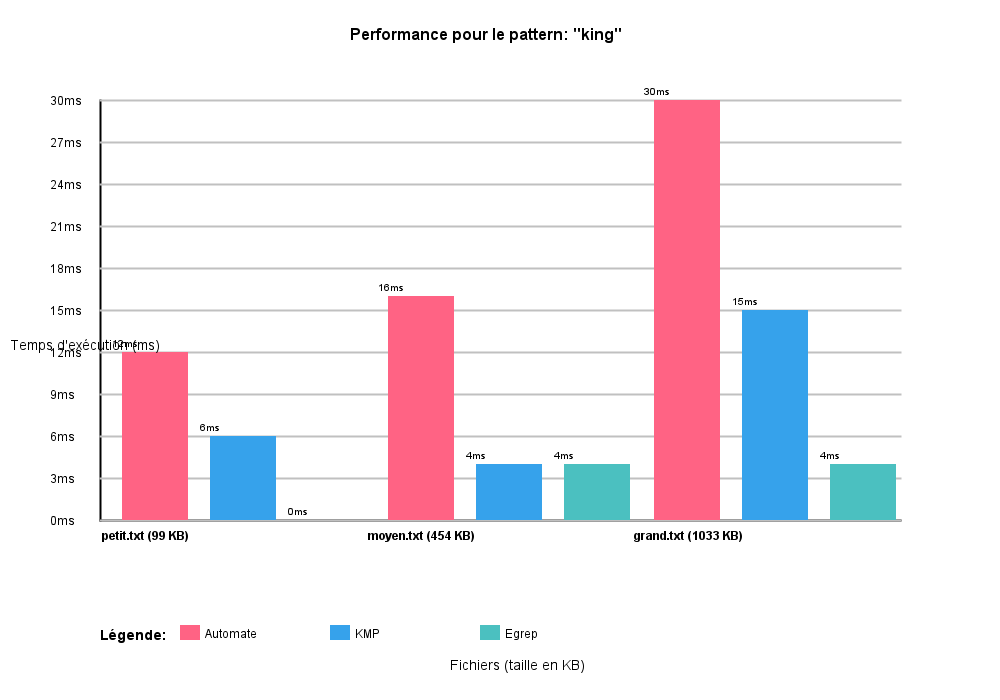 Performance pour le pattern: "king"
30ms
30ms
27ms
24ms
21ms
18ms
16ms
15ms
15ms
Temps d'exécution (ms)
12ms
12ms
9ms
6ms
6ms
4ms
4ms
4ms
3ms
0ms
0ms
petit.txt (99 KB)
moyen.txt (454 KB)
grand.txt (1033 KB)
Légende:
Automate
KMP
Egrep
Fichiers (taille en KB)